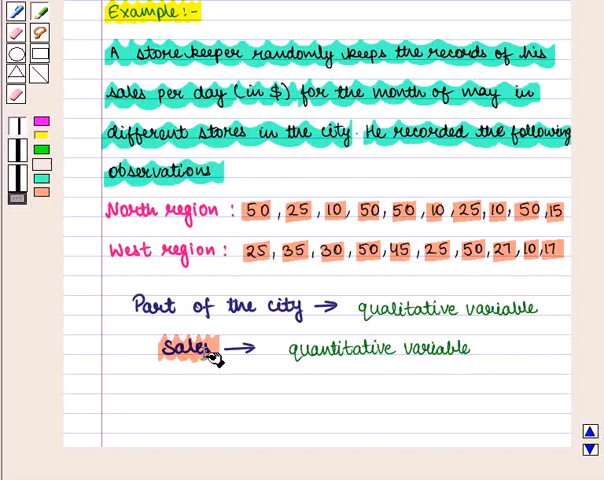 Example :-
A store keeper randomly keeps the records of his
sales per day (in $) for the month of may in
different stores in the city. He recorded the following
observations
North region : 50, 25, 10, 50, 50, 10, 25, 10, 50, 15
West region : 25, 35, 30, 50, 45, 25, 50, 27, 10, 17
Part of the city → qualitative variable
Sales → quantitative variable